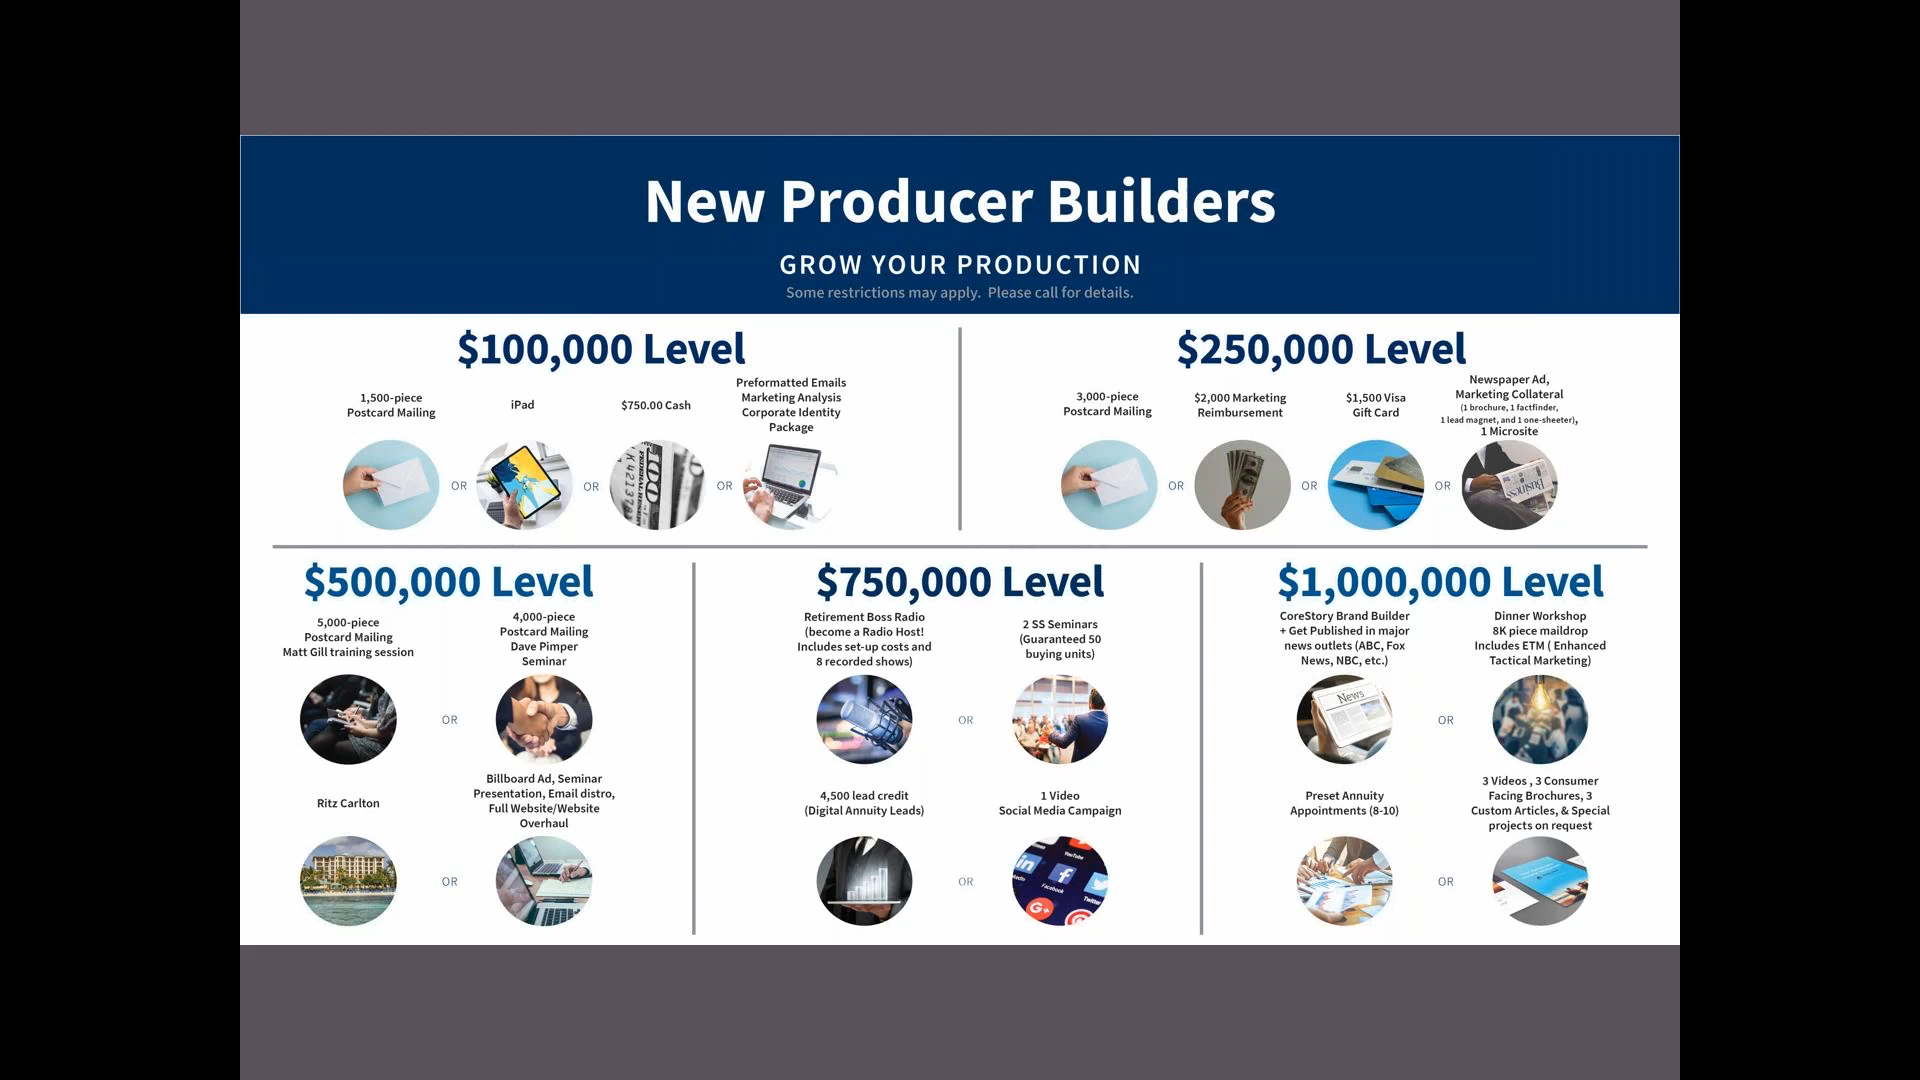 New Producer Builders
GROW YOUR PRODUCTION
Some restrictions may apply. Please call for details.
$100,000 Level
1,500-piece
Postcard Mailing
OR
iPad
OR
$750.00 Cash
OR
Preformatted Emails
Marketing Analysis
Corporate Identity
Package
$250,000 Level
3,000-piece
Postcard Mailing
OR
$2,000 Marketing
Reimbursement
OR
$1,500 Visa
Gift Card
OR
Newspaper Ad,
Marketing Collateral
(1 brochure, 1 factfinder,
1 lead magnet, and 1 one-sheeter),
1 Microsite
Business
$500,000 Level
5,000-piece
Postcard Mailing
Matt Gill training session
OR
4,000-piece
Postcard Mailing
Dave Pimper
Seminar
Ritz Carlton
OR
Billboard Ad, Seminar
Presentation, Email distro,
Full Website/Website
Overhaul
$750,000 Level
Retirement Boss Radio
(become a Radio Host!
Includes set-up costs and
8 recorded shows)
OR
2 SS Seminars
(Guaranteed 50
buying units)
4,500 lead credit
(Digital Annuity Leads)
OR
1 Video
Social Media Campaign
YouTube
in
Facebook
Twitter
G+
$1,000,000 Level
CoreStory Brand Builder
+ Get Published in major
news outlets (ABC, Fox
News, NBC, etc.)
News
OR
Dinner Workshop
8K piece maildrop
Includes ETM ( Enhanced
Tactical Marketing)
Preset Annuity
Appointments (8-10)
OR
3 Videos , 3 Consumer
Facing Brochures, 3
Custom Articles, & Special
projects on request